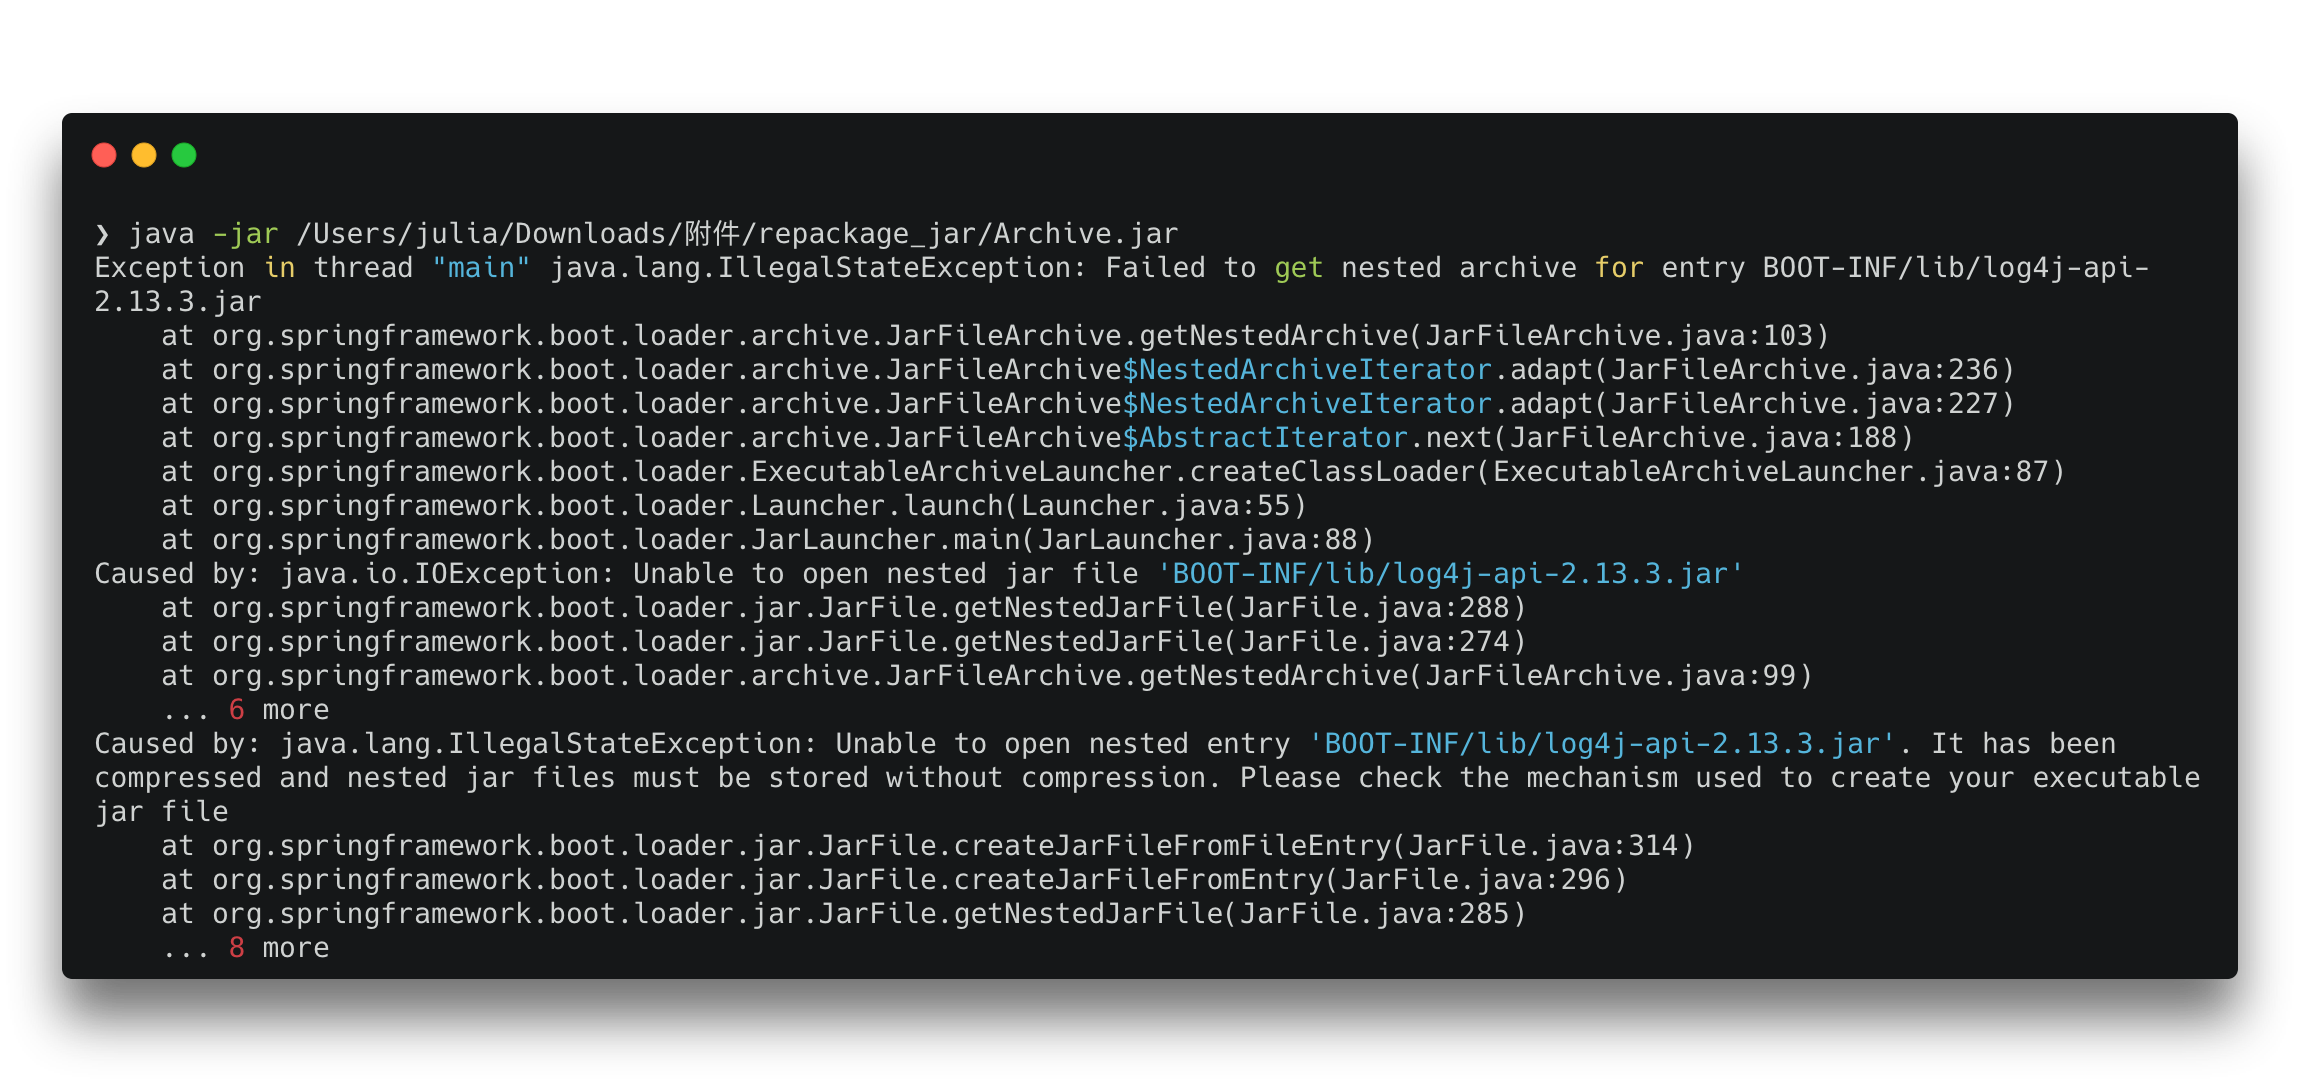 ❯ java -jar /Users/julia/Downloads/附件/repackage_jar/Archive.jar
Exception in thread "main" java.lang.IllegalStateException: Failed to get nested archive for entry BOOT-INF/lib/log4j-api-
2.13.3.jar
    at org.springframework.boot.loader.archive.JarFileArchive.getNestedArchive(JarFileArchive.java:103)
    at org.springframework.boot.loader.archive.JarFileArchive$NestedArchiveIterator.adapt(JarFileArchive.java:236)
    at org.springframework.boot.loader.archive.JarFileArchive$NestedArchiveIterator.adapt(JarFileArchive.java:227)
    at org.springframework.boot.loader.archive.JarFileArchive$AbstractIterator.next(JarFileArchive.java:188)
    at org.springframework.boot.loader.ExecutableArchiveLauncher.createClassLoader(ExecutableArchiveLauncher.java:87)
    at org.springframework.boot.loader.Launcher.launch(Launcher.java:55)
    at org.springframework.boot.loader.JarLauncher.main(JarLauncher.java:88)
Caused by: java.io.IOException: Unable to open nested jar file 'BOOT-INF/lib/log4j-api-2.13.3.jar'
    at org.springframework.boot.loader.jar.JarFile.getNestedJarFile(JarFile.java:288)
    at org.springframework.boot.loader.jar.JarFile.getNestedJarFile(JarFile.java:274)
    at org.springframework.boot.loader.archive.JarFileArchive.getNestedArchive(JarFileArchive.java:99)
    ... 6 more
Caused by: java.lang.IllegalStateException: Unable to open nested entry 'BOOT-INF/lib/log4j-api-2.13.3.jar'. It has been
compressed and nested jar files must be stored without compression. Please check the mechanism used to create your executable
jar file
    at org.springframework.boot.loader.jar.JarFile.createJarFileFromFileEntry(JarFile.java:314)
    at org.springframework.boot.loader.jar.JarFile.createJarFileFromEntry(JarFile.java:296)
    at org.springframework.boot.loader.jar.JarFile.getNestedJarFile(JarFile.java:285)
    ... 8 more